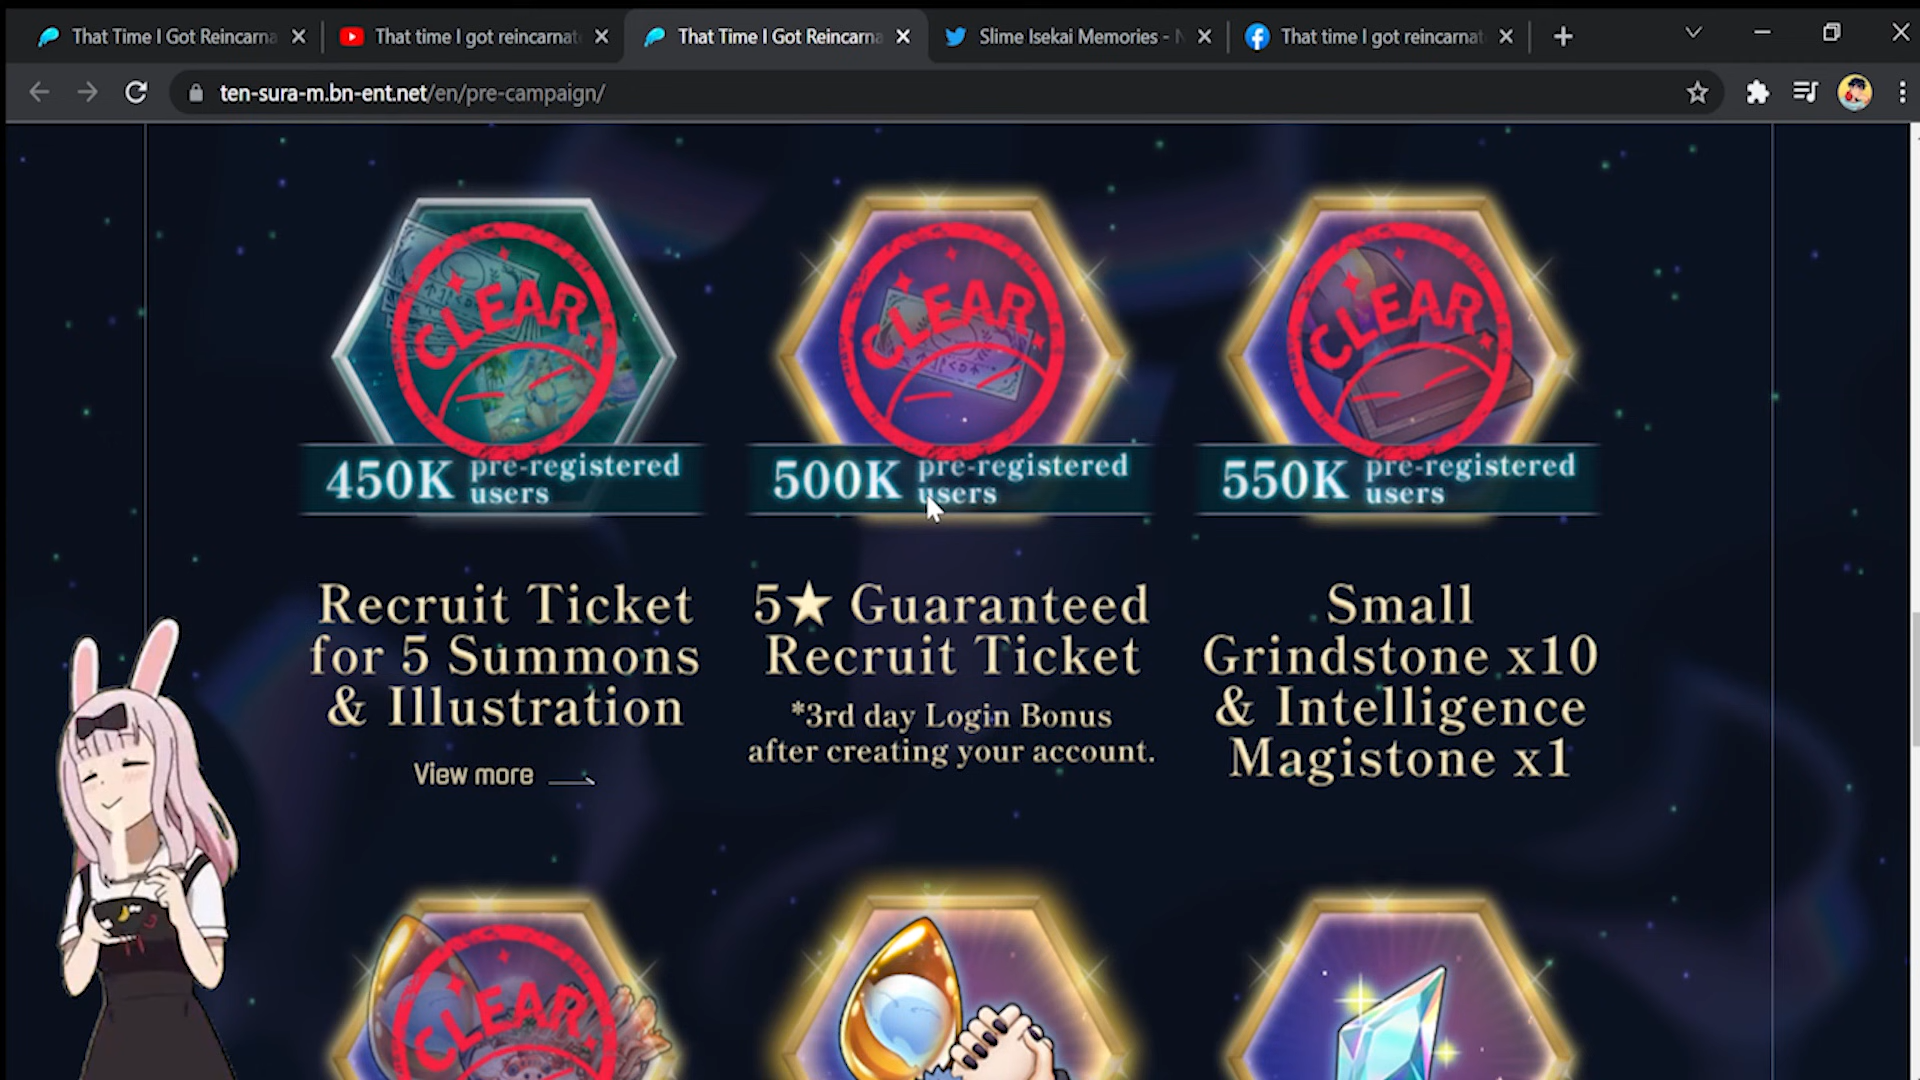 That Time I Got Reincarna
That time I got reincarnat
That Time I Got Reincarna
Slime Isekai Memories - N
That time I got reincarnat
ten-sura-m.bn-ent.net/en/pre-campaign/
CLEAR
CLEAR
CLEAR
450K pre-registered users
500K pre-registered users
550K pre-registered users
Recruit Ticket
for 5 Summons
& Illustration
View more
5★ Guaranteed
Recruit Ticket
*3rd day Login Bonus
after creating your account.
Small
Grindstone x10
& Intelligence
Magistone x1
CLEAR